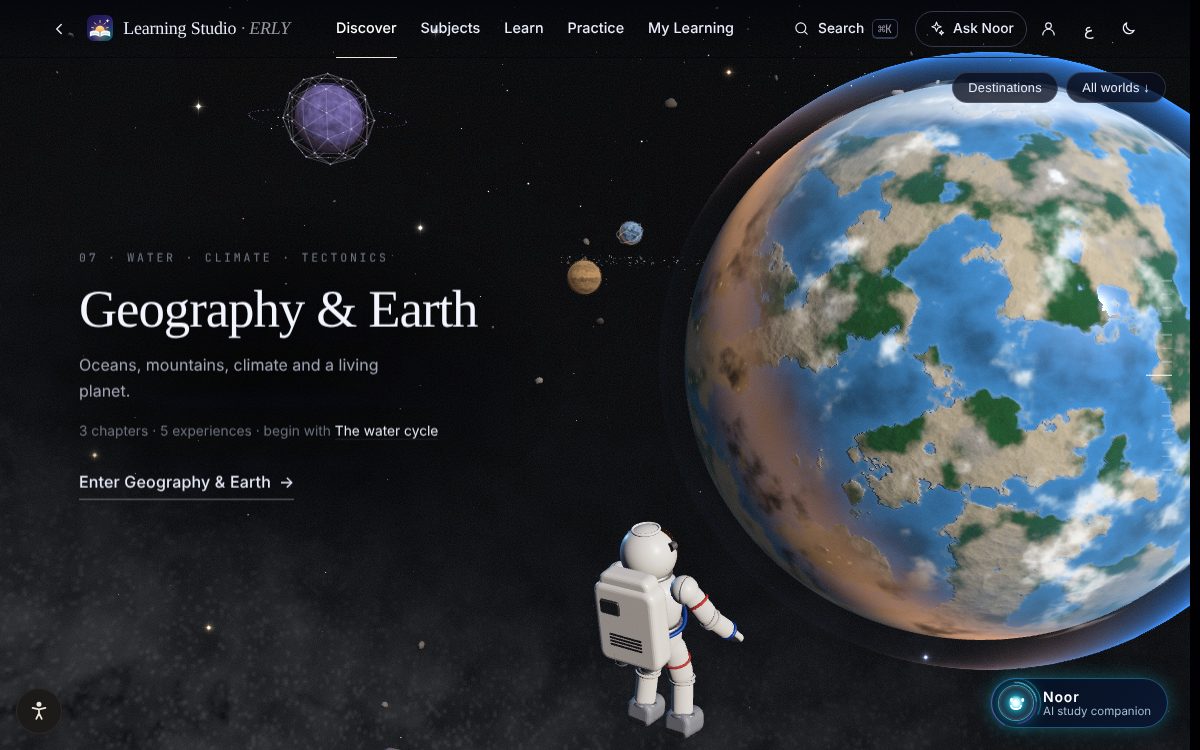 Learning Studio · ERLY
Discover
Subjects
Learn
Practice
My Learning
Search ⌘K
Ask Noor
ع
Destinations
All worlds ↓
07 · WATER · CLIMATE · TECTONICS
Geography & Earth
Oceans, mountains, climate and a living
planet.
3 chapters · 5 experiences · begin with The water cycle
Enter Geography & Earth →
Noor
AI study companion